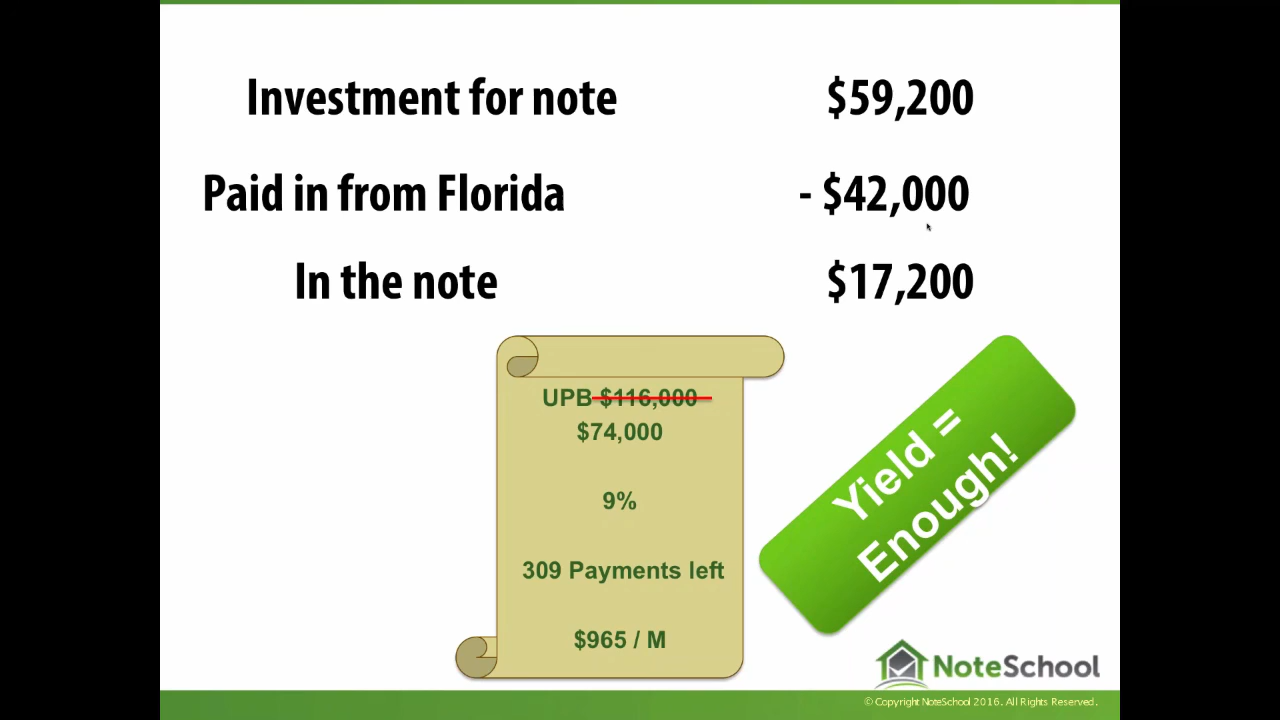 Investment for note $59,200
Paid in from Florida - $42,000
In the note $17,200
UPB $116,000
$74,000
9%
309 Payments left
$965 / M
Yield =
Enough!
NoteSchool
© Copyright NoteSchool 2016. All Rights Reserved.